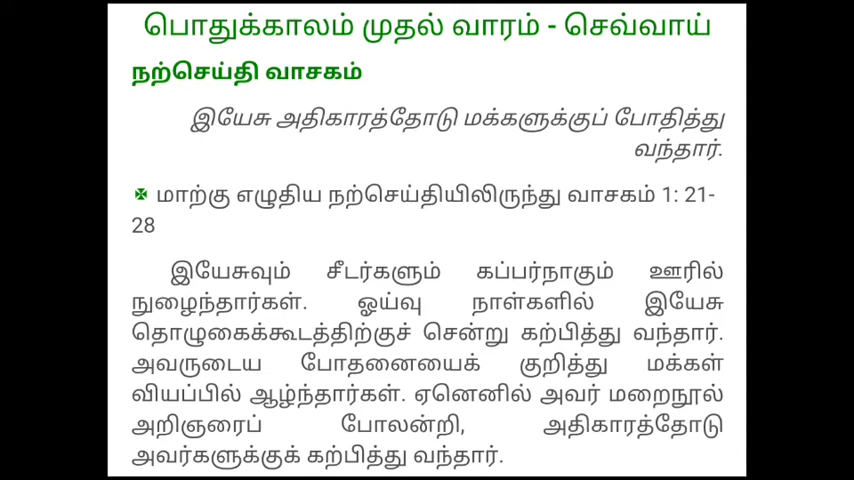 பொதுக்காலம் முதல் வாரம் - செவ்வாய்
நற்செய்தி வாசகம்
இயேசு அதிகாரத்தோடு மக்களுக்குப் போதித்து
வந்தார்.
✠ மாற்கு எழுதிய நற்செய்தியிலிருந்து வாசகம் 1: 21-
28
இயேசுவும் சீடர்களும் கப்பர்நாகும் ஊரில்
நுழைந்தார்கள். ஓய்வு நாள்களில் இயேசு
தொழுகைக்கூடத்திற்குச் சென்று கற்பித்து வந்தார்.
அவருடைய போதனையைக் குறித்து மக்கள்
வியப்பில் ஆழ்ந்தார்கள். ஏனெனில் அவர் மறைநூல்
அறிஞரைப் போலன்றி, அதிகாரத்தோடு
அவர்களுக்குக் கற்பித்து வந்தார்.